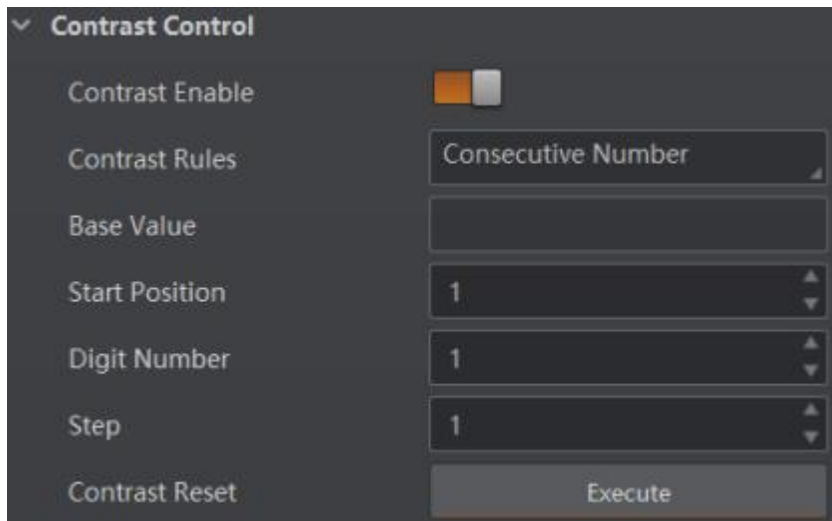 Contrast Control
Contrast Enable
Contrast Rules Consecutive Number
Base Value
Start Position 1
Digit Number 1
Step 1
Contrast Reset Execute